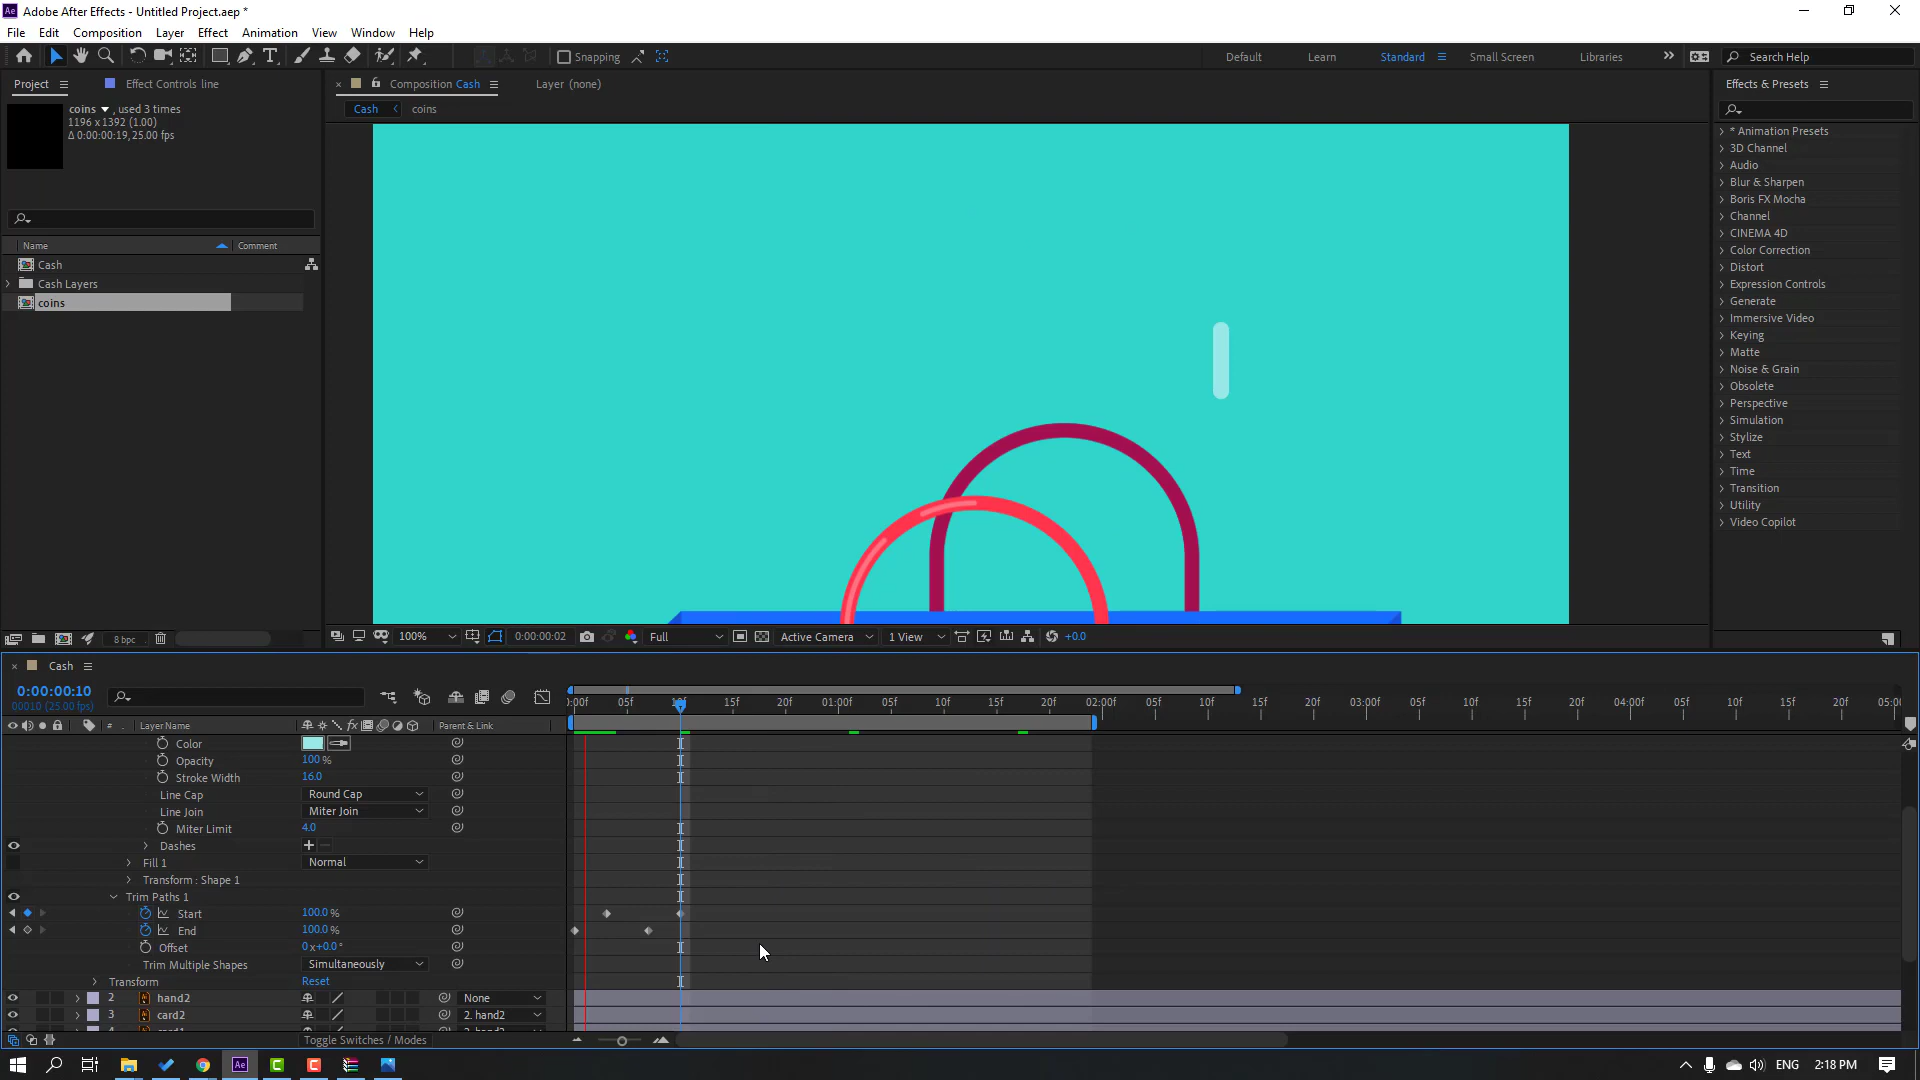 Ae Adobe After Effects - Untitled Project.aep *
File Edit Composition Layer Effect Animation View Window Help
Snapping Default Learn Standard Small Screen Libraries Search Help
Project Effect Controls line Composition Cash Layer (none) Effects & Presets
coins , used 3 times
1196 x 1392 (1.00)
Δ 0:00:00:19, 25.00 fps
Cash coins
Name Comment
Cash
Cash Layers
coins
* Animation Presets
3D Channel
Audio
Blur & Sharpen
Boris FX Mocha
Channel
CINEMA 4D
Color Correction
Distort
Expression Controls
Generate
Immersive Video
Keying
Matte
Noise & Grain
Obsolete
Perspective
Simulation
Stylize
Text
Time
Transition
Utility
Video Copilot
8 bpc 100% 0:00:00:02 Full Active Camera 1 View +0.0
Cash
0:00:00:10
00010 (25.00 fps)
:00f 05f 15f 20f 01:00f 05f 10f 15f 20f 02:00f 05f 10f 15f 20f 03:00f 05f 10f 15f 20f 04:00f 05f 10f 15f 20f 05:00
# Layer Name Parent & Link
Color
Opacity 100 %
Stroke Width 16.0
Line Cap Round Cap
Line Join Miter Join
Miter Limit 4.0
Dashes
Fill 1 Normal
Transform : Shape 1
Trim Paths 1
Start 100.0 %
End 100.0 %
Offset 0 x +0.0 °
Trim Multiple Shapes Simultaneously
Transform Reset
2 hand2 None
3 card2 2. hand2
Toggle Switches / Modes
Ae ENG 2:18 PM